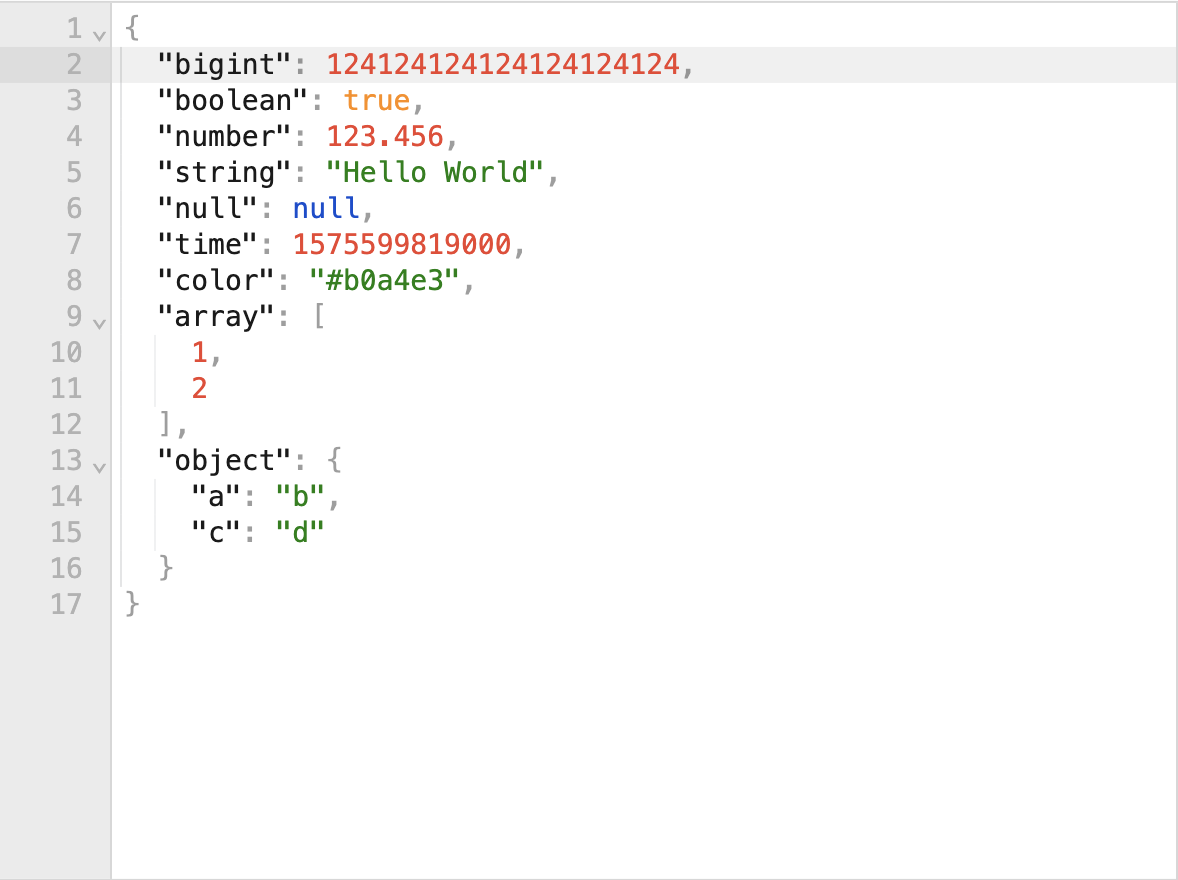 1 {
2 "bigint": 124124124124124124124,
3 "boolean": true,
4 "number": 123.456,
5 "string": "Hello World",
6 "null": null,
7 "time": 1575599819000,
8 "color": "#b0a4e3",
9 "array": [
10 1,
11 2
12 ],
13 "object": {
14 "a": "b",
15 "c": "d"
16 }
17 }